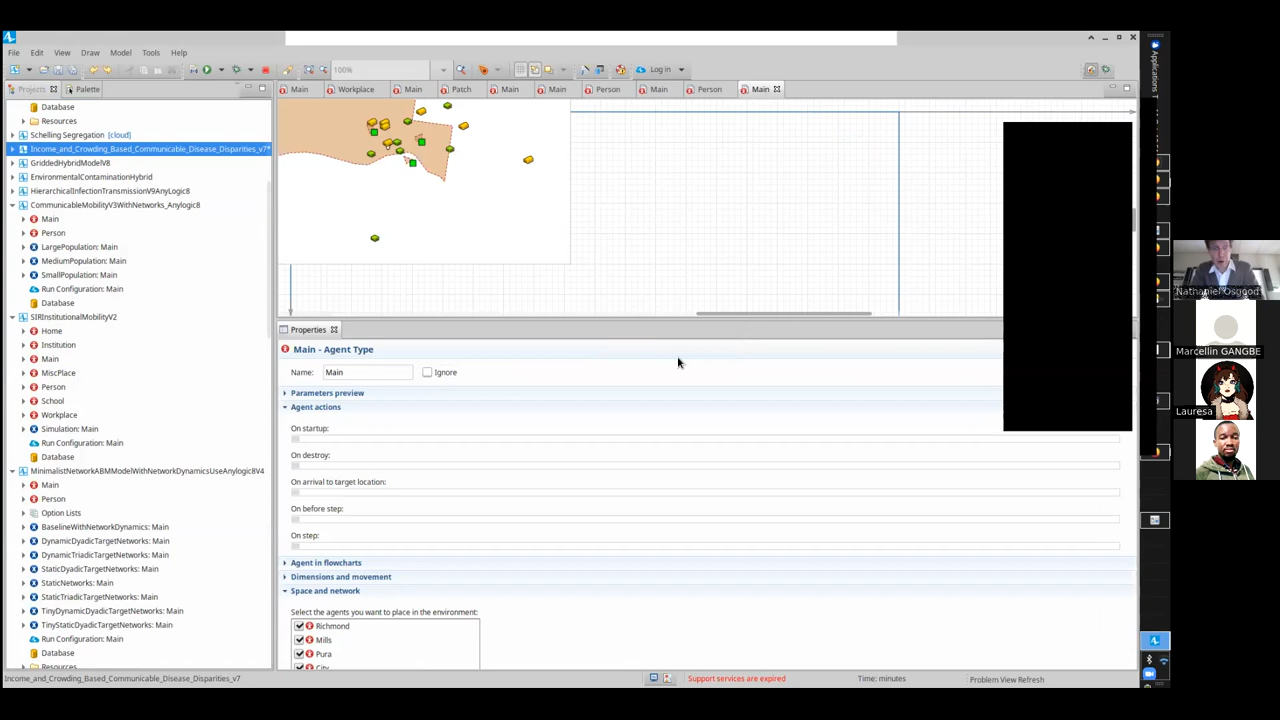 File Edit View Draw Model Tools Help
100% Log in
Projects Palette
Main Workplace Main Patch Main Main Person Main Person Main
Database
Resources
Schelling Segregation [cloud]
Income_and_Crowding_Based_Communicable_Disease_Disparities_v7*
GriddedHybridModelV8
EnvironmentalContaminationHybrid
HierarchicalInfectionTransmissionV9AnyLogic8
CommunicableMobilityV3WithNetworks_Anylogic8
Main
Person
LargePopulation: Main
MediumPopulation: Main
SmallPopulation: Main
Run Configuration: Main
Database
SIRInstitutionalMobilityV2
Home
Institution
Main
MiscPlace
Person
School
Workplace
Simulation: Main
Run Configuration: Main
Database
MinimalistNetworkABMModelWithNetworkDynamicsUseAnylogic8V4
Main
Person
Option Lists
BaselineWithNetworkDynamics: Main
DynamicDyadicTargetNetworks: Main
DynamicTriadicTargetNetworks: Main
StaticDyadicTargetNetworks: Main
StaticNetworks: Main
StaticTriadicTargetNetworks: Main
TinyDynamicDyadicTargetNetworks: Main
TinyStaticDyadicTargetNetworks: Main
Run Configuration: Main
Database
Resources
Properties
Main - Agent Type
Name: Main Ignore
Parameters preview
Agent actions
On startup:
On destroy:
On arrival to target location:
On before step:
On step:
Agent in flowcharts
Dimensions and movement
Space and network
Select the agents you want to place in the environment:
Richmond
Mills
Pura
City
Income_and_Crowding_Based_Communicable_Disease_Disparities_v7
Support services are expired
Time: minutes
Problem View Refresh
Applications
Nathaniel Osgood
Marcellin GANGBE
Lauresa